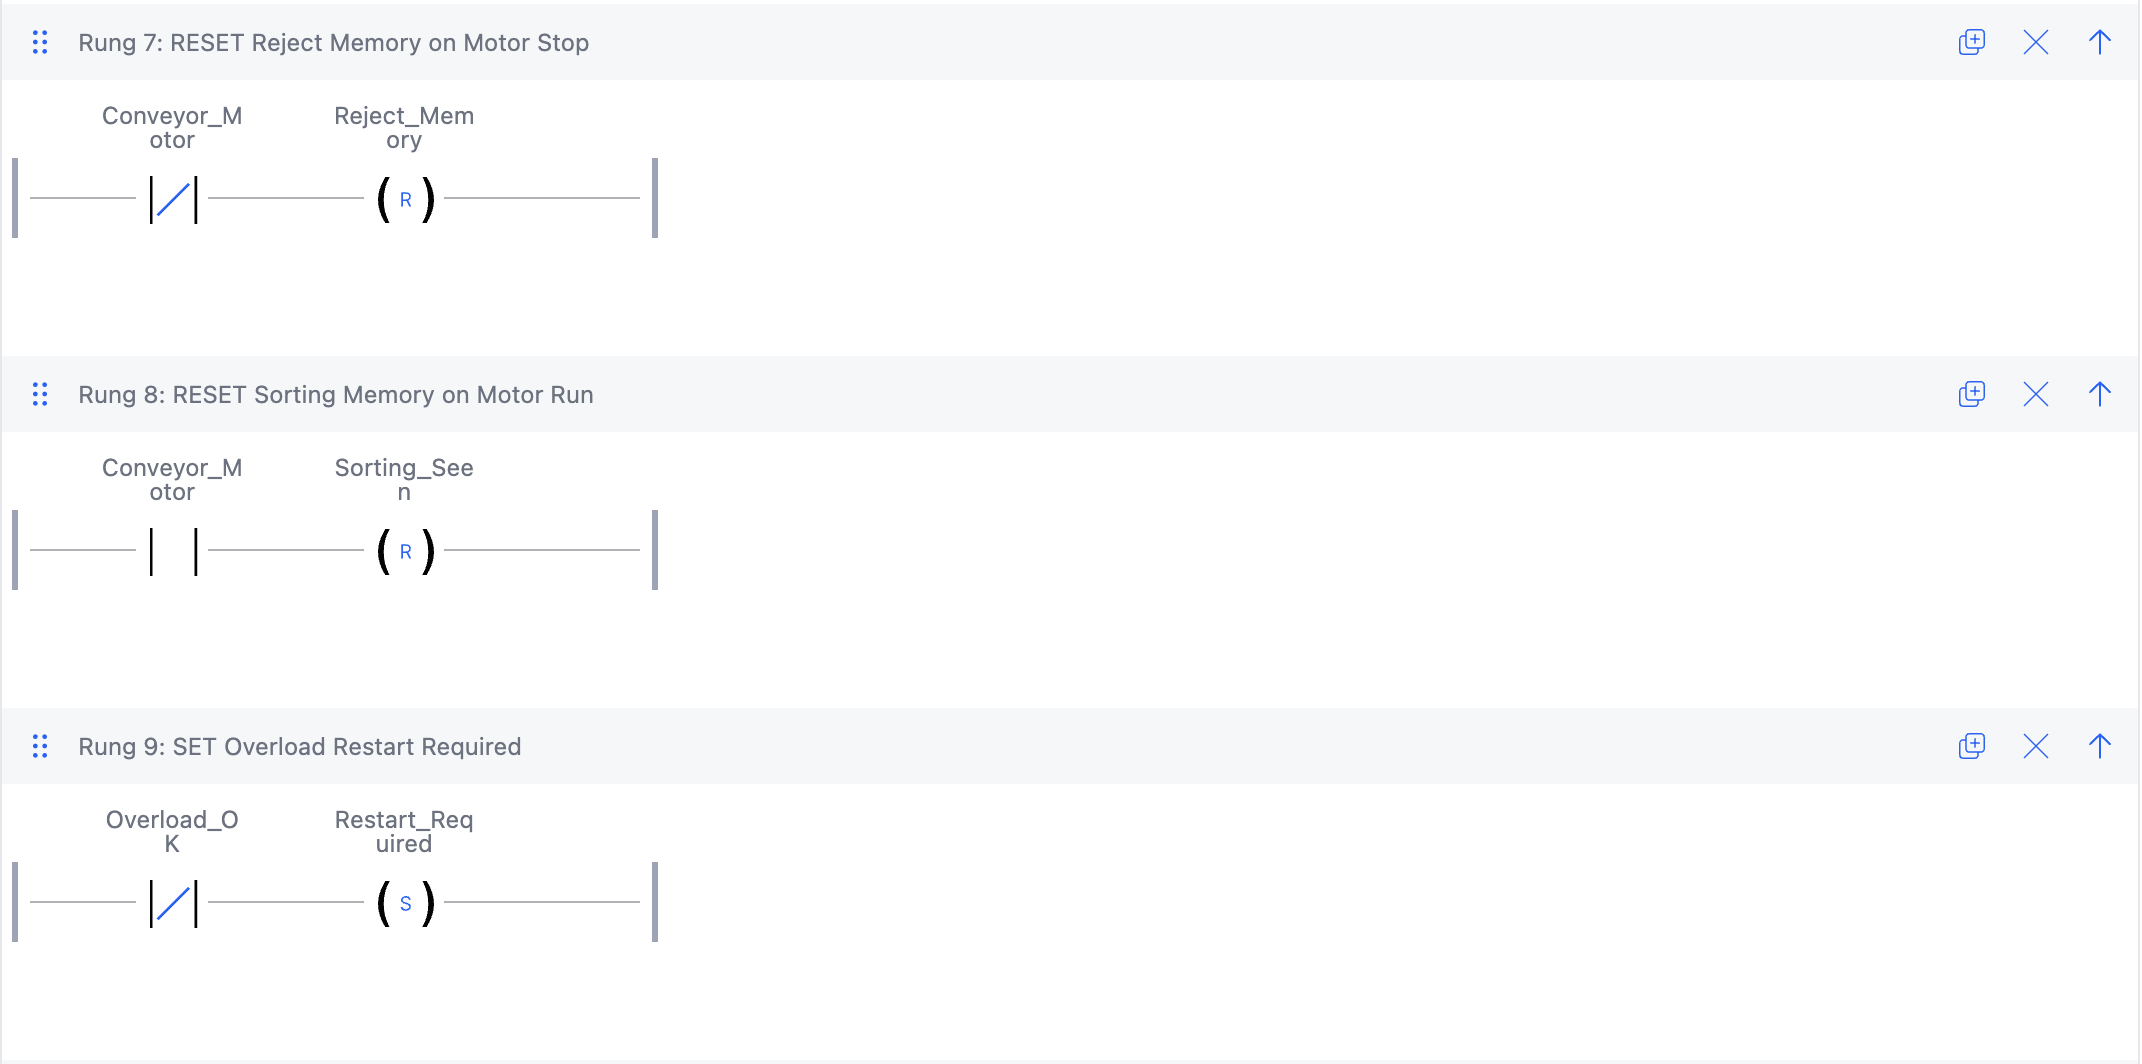 Rung 7: RESET Reject Memory on Motor Stop
Conveyor_M
otor
Reject_Mem
ory
R
Rung 8: RESET Sorting Memory on Motor Run
Conveyor_M
otor
Sorting_See
n
R
Rung 9: SET Overload Restart Required
Overload_O
K
Restart_Req
uired
S